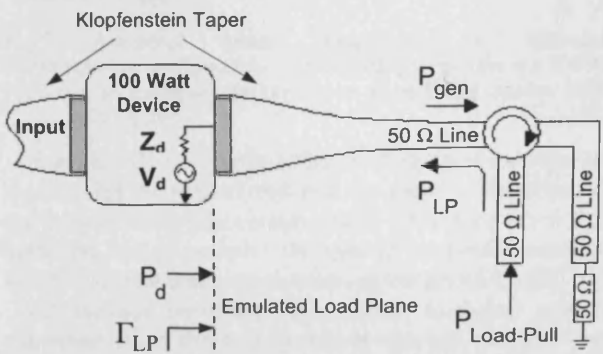 Klopfenstein Taper
100 Watt
Device
Input
Z_d
V_d
P_gen
50 Ω Line
P_LP
50 Ω Line
50 Ω Line
50 Ω
P_d
Emulated Load Plane
Γ_LP
P_Load-Pull